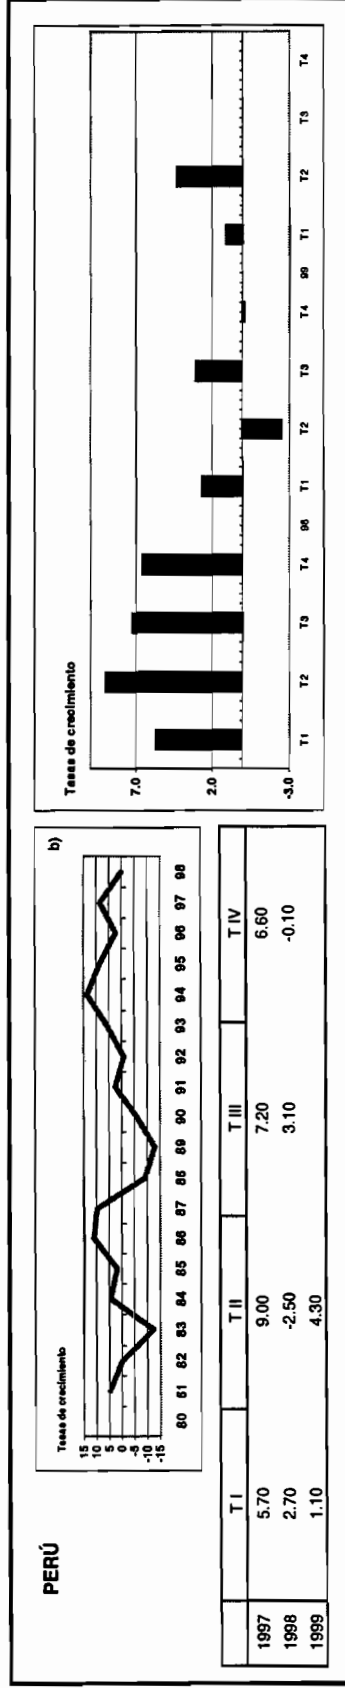 PERÚ
b)
Tasas de crecimiento
15
10
5
0
-5
-10
-15
80 81 82 83 84 85 86 87 88 89 90 91 92 93 94 95 96 97 98
T I T II T III T IV
1997 5.70 9.00 7.20 6.60
1998 2.70 -2.50 3.10 -0.10
1999 1.10 4.30
Tasas de crecimiento
7.0
2.0
-3.0
T1 T2 T3 T4 98 T1 T2 T3 T4 99 T1 T2 T3 T4